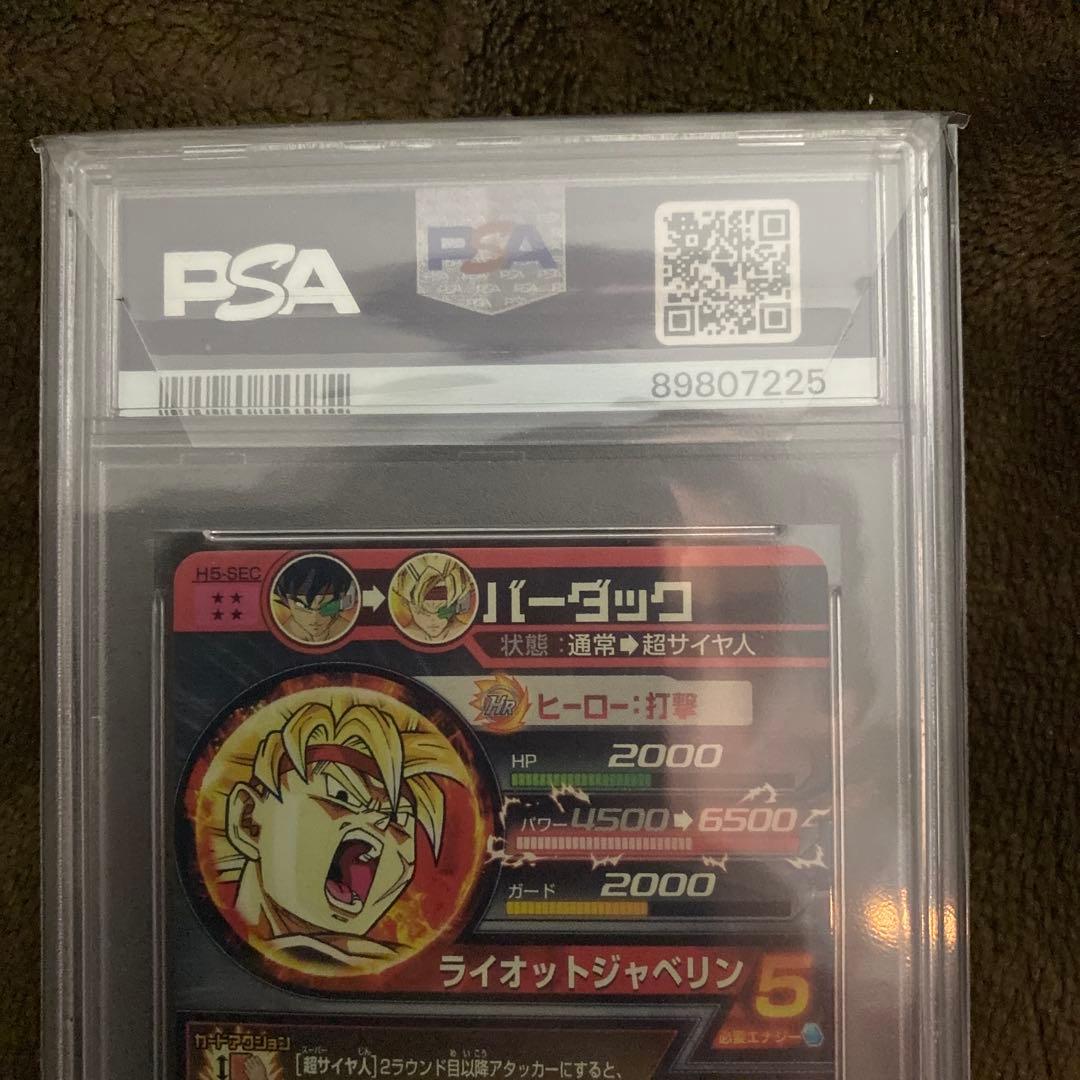 PSA
PSA
89807225
H5-SEC
バーダック
状態：通常➡超サイヤ人
HR ヒーロー：打撃
HP 2000
パワー 4500➡6500
ガード 2000
ライオットジャベリン 5
必要エナジー
カードアクション
[超サイヤ人]2ラウンド目以降アタッカーにすると、